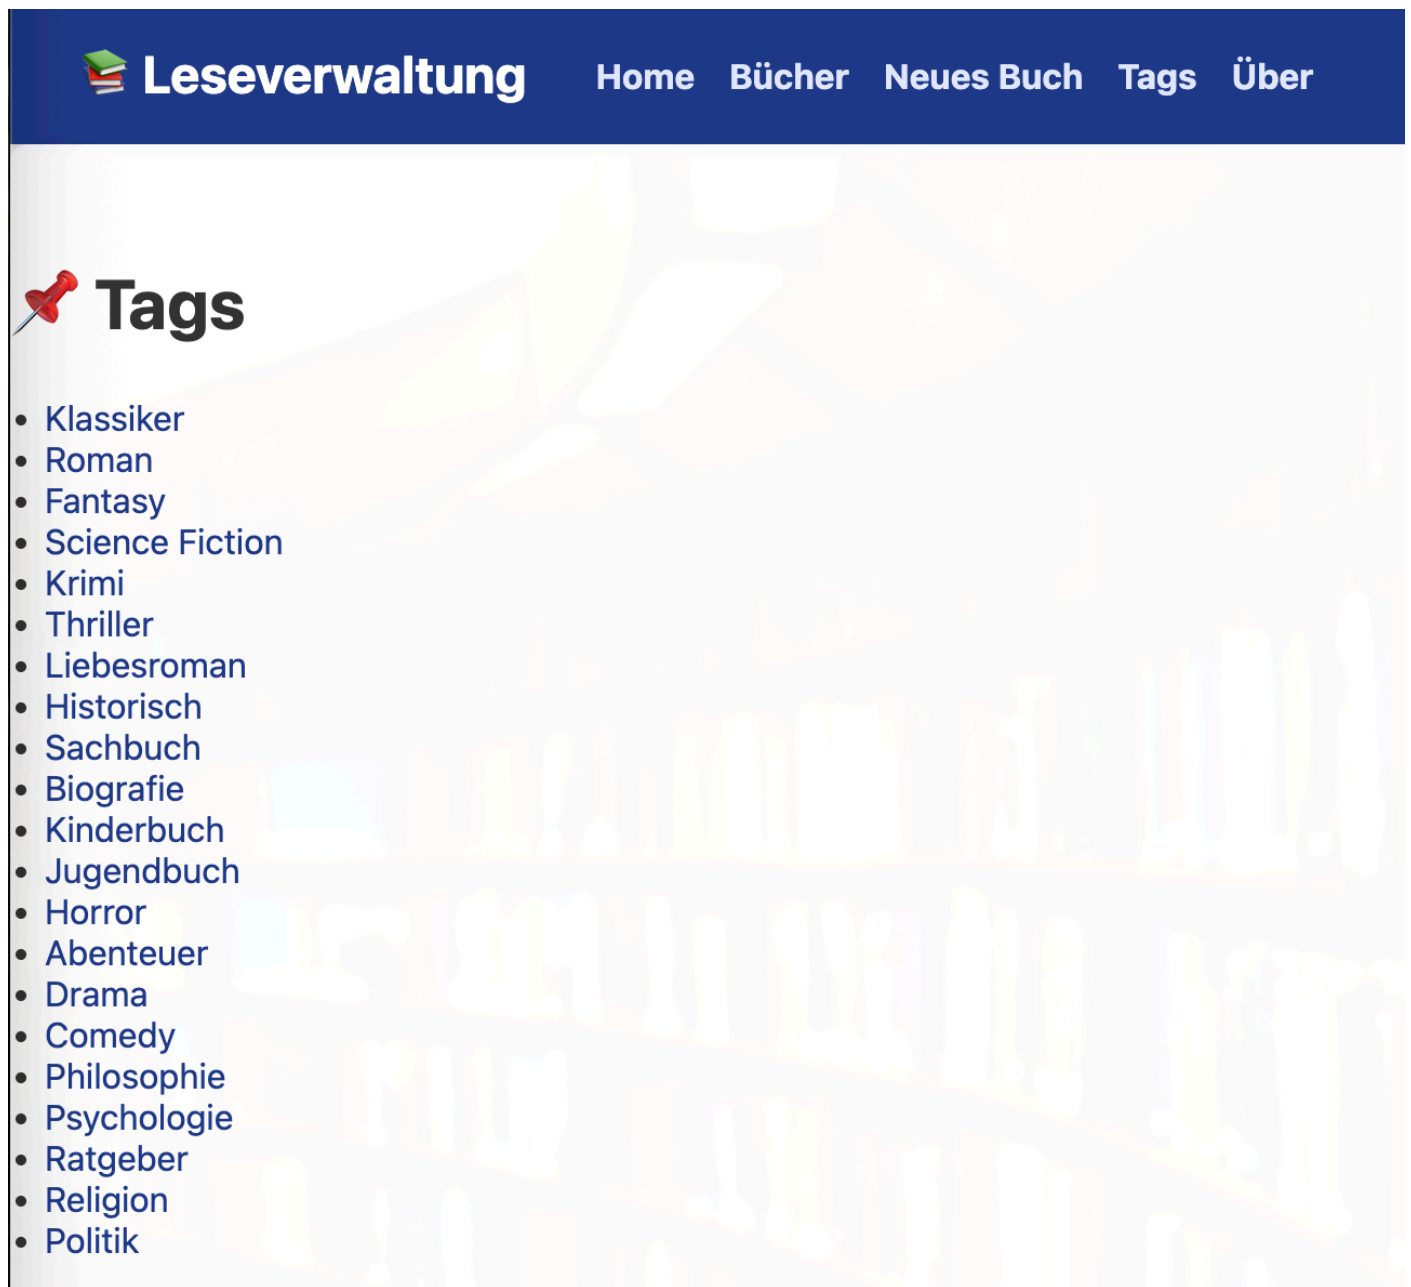 Leseverwaltung Home Bücher Neues Buch Tags Über
Tags
Klassiker
Roman
Fantasy
Science Fiction
Krimi
Thriller
Liebesroman
Historisch
Sachbuch
Biografie
Kinderbuch
Jugendbuch
Horror
Abenteuer
Drama
Comedy
Philosophie
Psychologie
Ratgeber
Religion
Politik